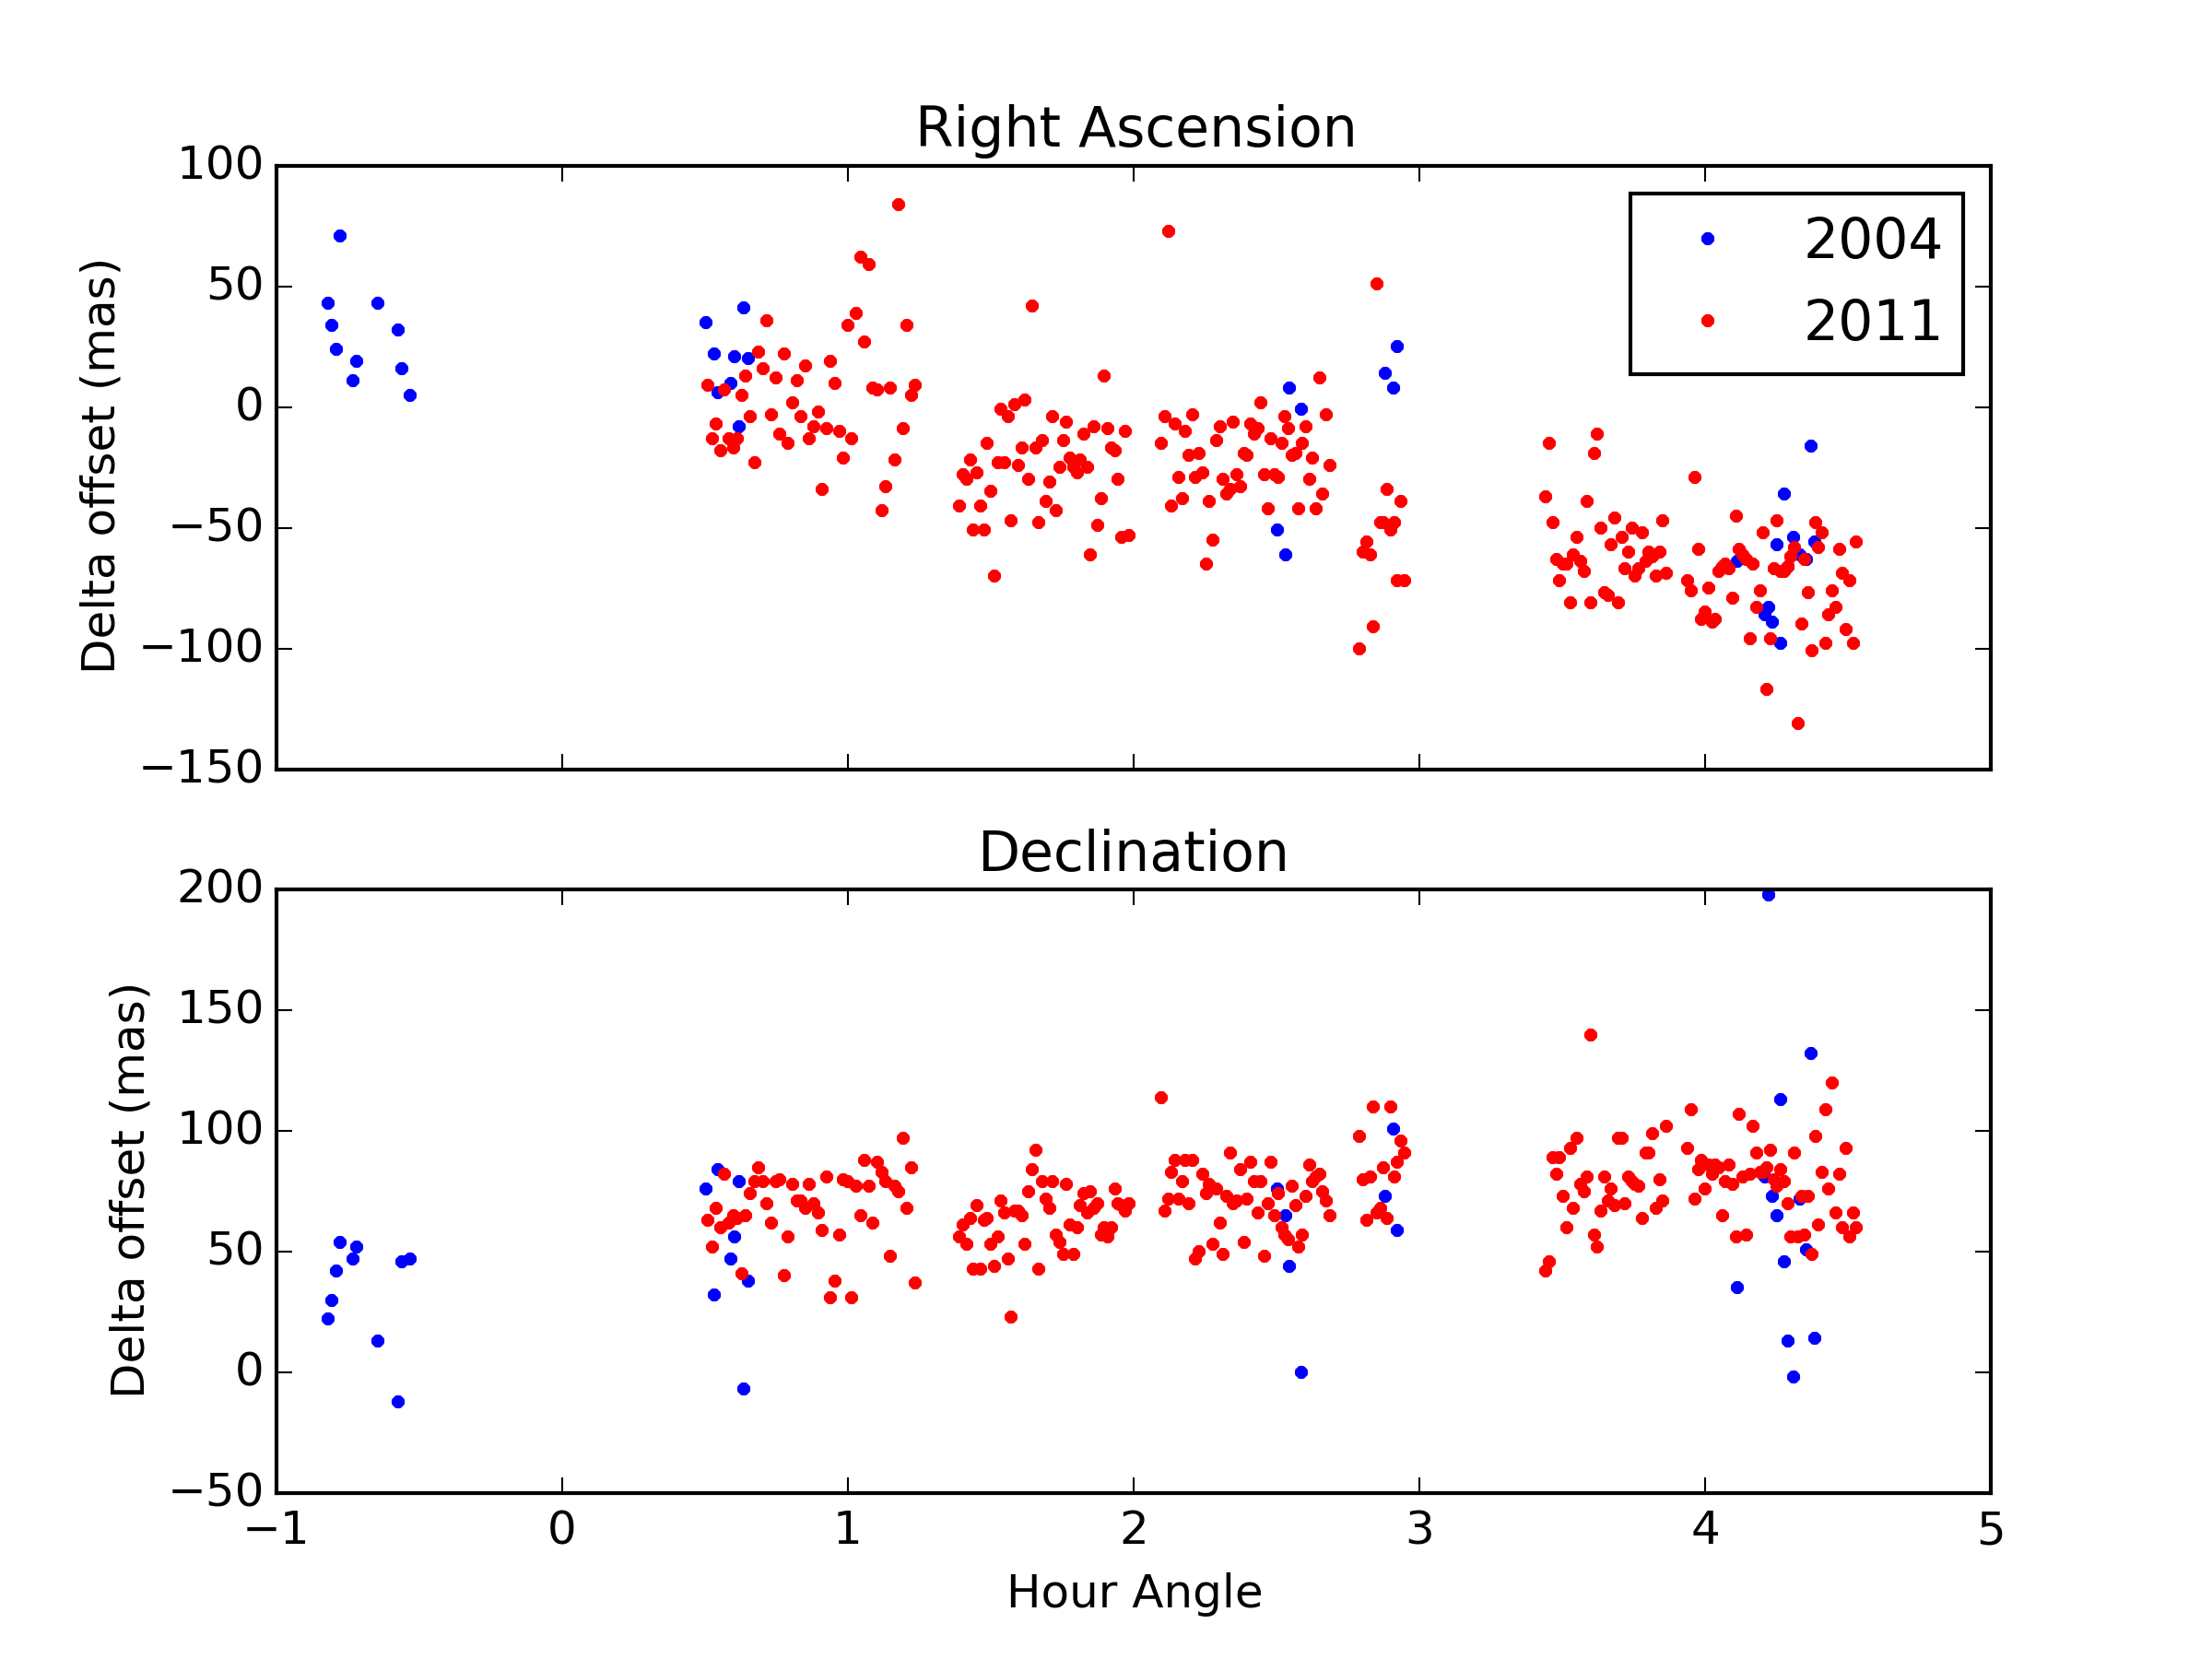 Right Ascension
100
50
0
−50
−100
−150
Delta offset (mas)
2004
2011
Declination
200
150
100
50
0
−50
Delta offset (mas)
−1 0 1 2 3 4 5
Hour Angle